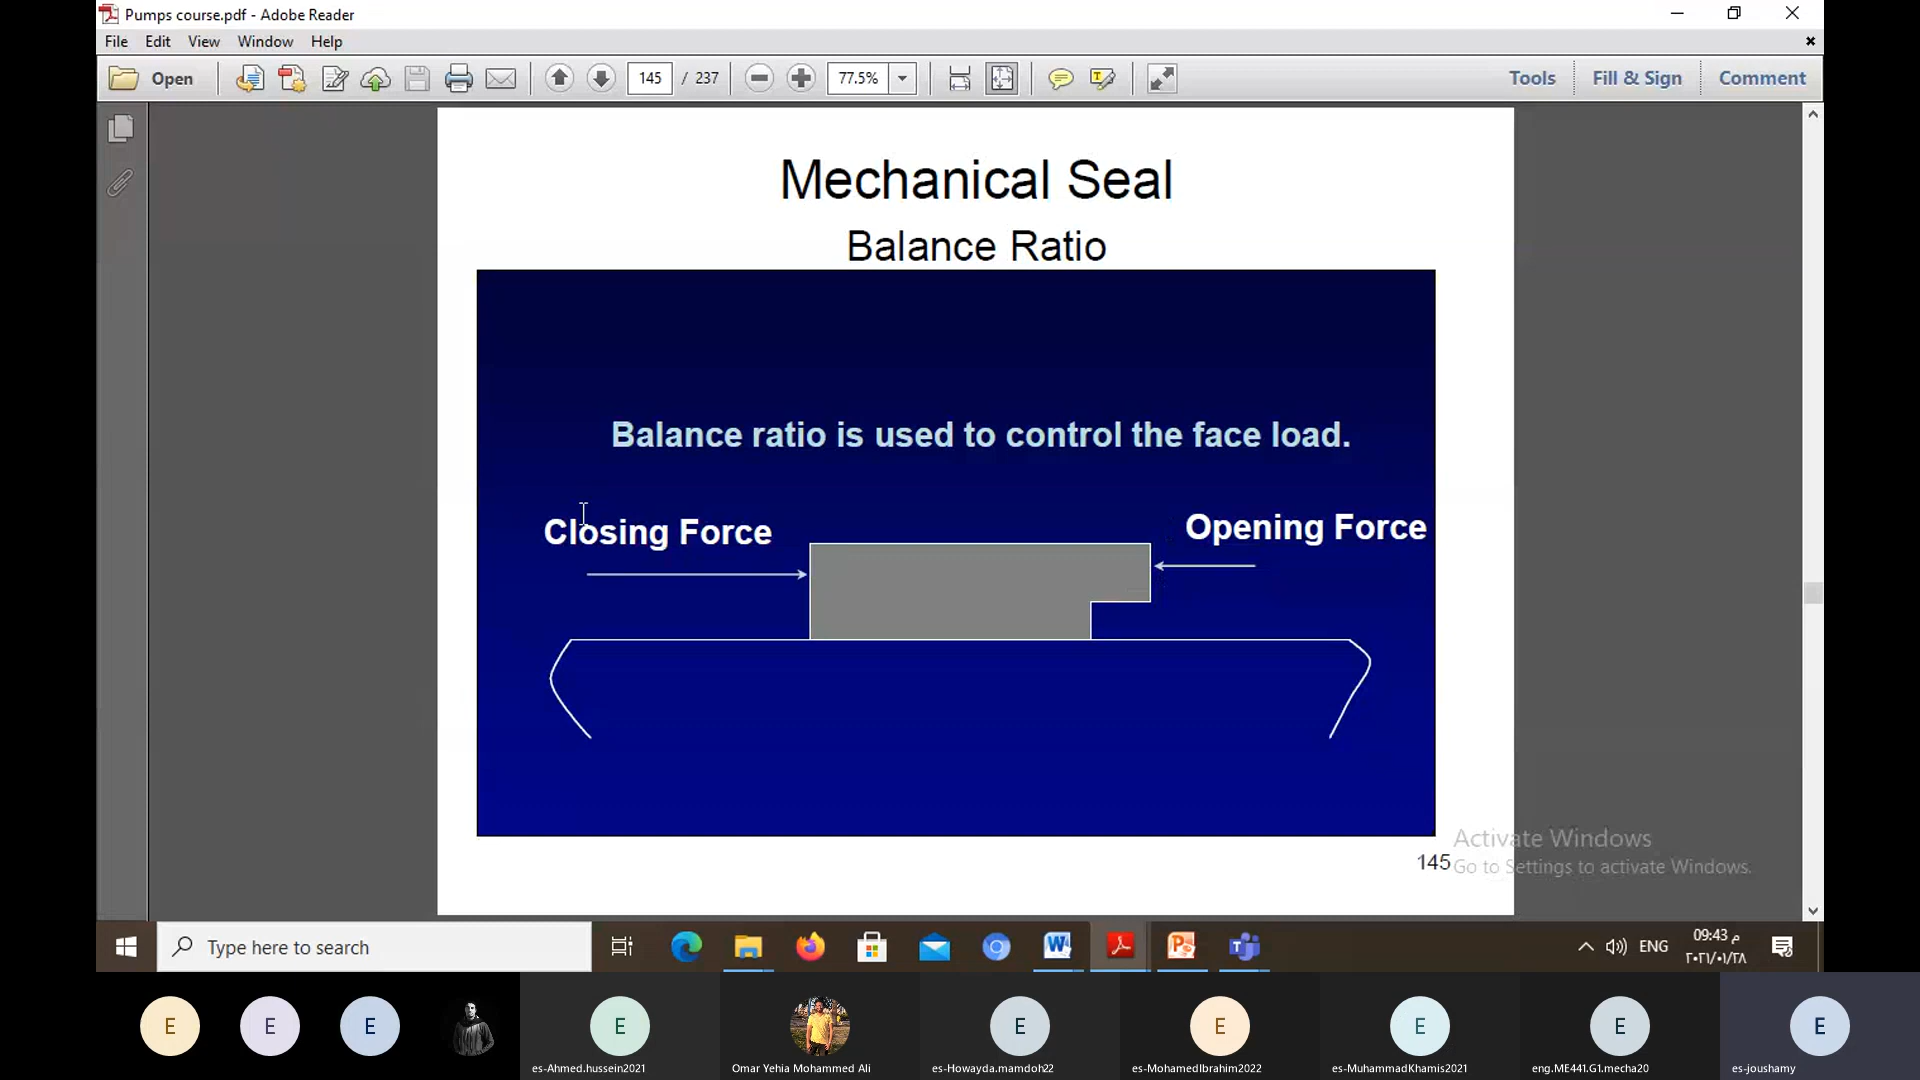 Pumps course.pdf - Adobe Reader
File Edit View Window Help
Open 145 / 237 77.5% Tools Fill & Sign Comment
Mechanical Seal
Balance Ratio
Balance ratio is used to control the face load.
Closing Force
Opening Force
145
Activate Windows
Go to Settings to activate Windows.
Type here to search
ENG
09:43 م
٢٠٢١/٠١/٢٨
E E E E E E E E E
es-Ahmed.hussein2021
Omar Yehia Mohammed Ali
es-Howayda.mamdoh22
es-MohamedIbrahim2022
es-MuhammadKhamis2021
eng.ME441.G1.mecha20
es-joushamy